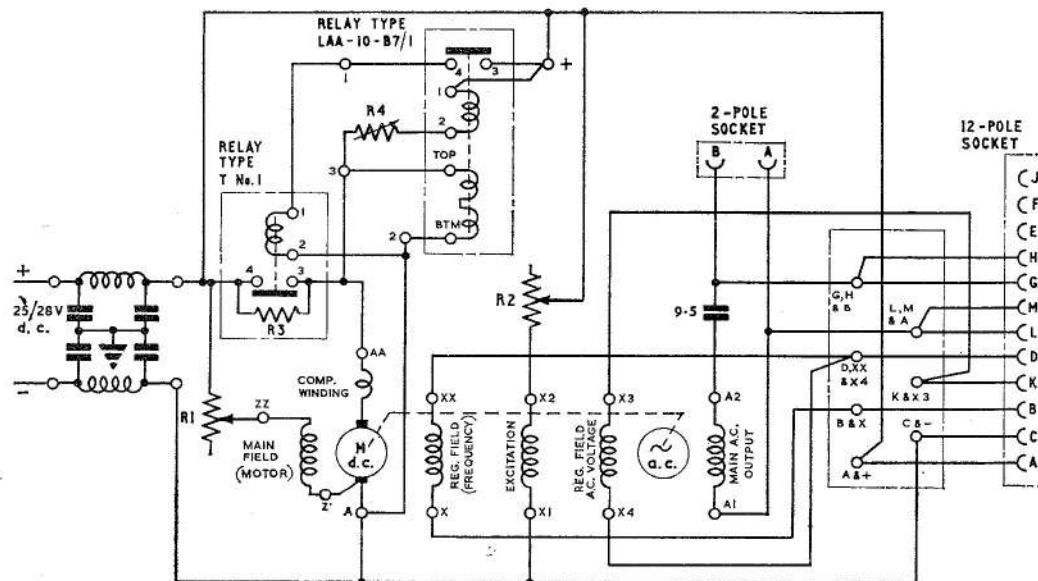 RELAY TYPE
LAA-10-B7/1
4
3
+
1
1
R4
2
2-POLE
SOCKET
12-POLE
SOCKET
B
A
RELAY
TYPE
T No.1
TOP
3
J
F
E
1
BTM
2
2
H
+
4
3
G
25/28V
d.c.
R3
R2
G,H
& B
9·5
L,M
& A
M
L
AA
D,XX
& X4
D
COMP.
WINDING
K & X3
K
XX
X2
X3
A2
B & X
B
R1
ZZ
C & -
C
MAIN
FIELD
(MOTOR)
M
d.c.
REG. FIELD
(FREQUENCY)
EXCITATION
REG. FIELD
A.C. VOLTAGE
a.c.
MAIN A.C.
OUTPUT
A & +
A
Z
A
X
X1
X4
A1
-